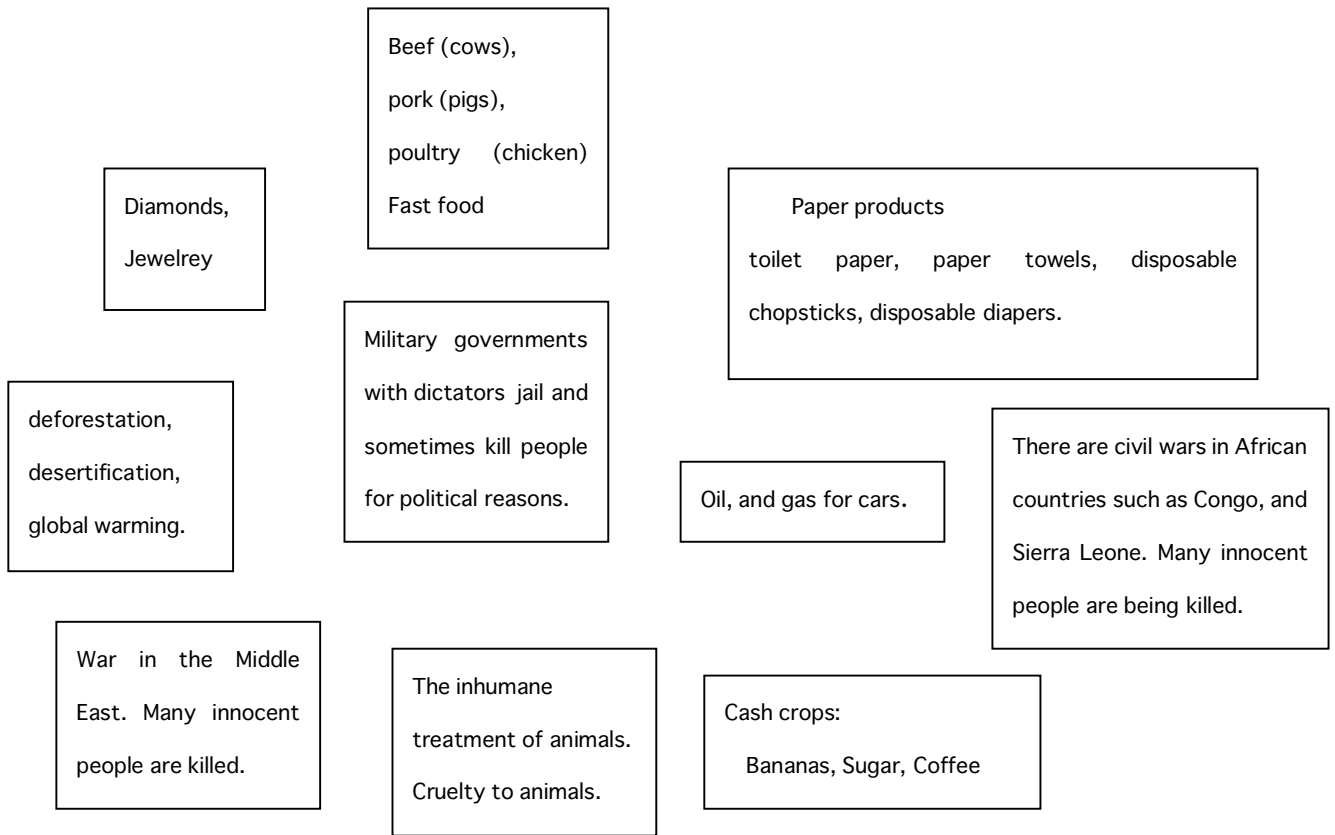 Beef (cows),
pork (pigs),
poultry (chicken)
Fast food
Diamonds,
Jewelrey
Paper products
toilet paper, paper towels, disposable
chopsticks, disposable diapers.
Military governments
with dictators jail and
sometimes kill people
for political reasons.
deforestation,
desertification,
global warming.
Oil, and gas for cars.
There are civil wars in African
countries such as Congo, and
Sierra Leone. Many innocent
people are being killed.
War in the Middle
East. Many innocent
people are killed.
The inhumane
treatment of animals.
Cruelty to animals.
Cash crops:
Bananas, Sugar, Coffee